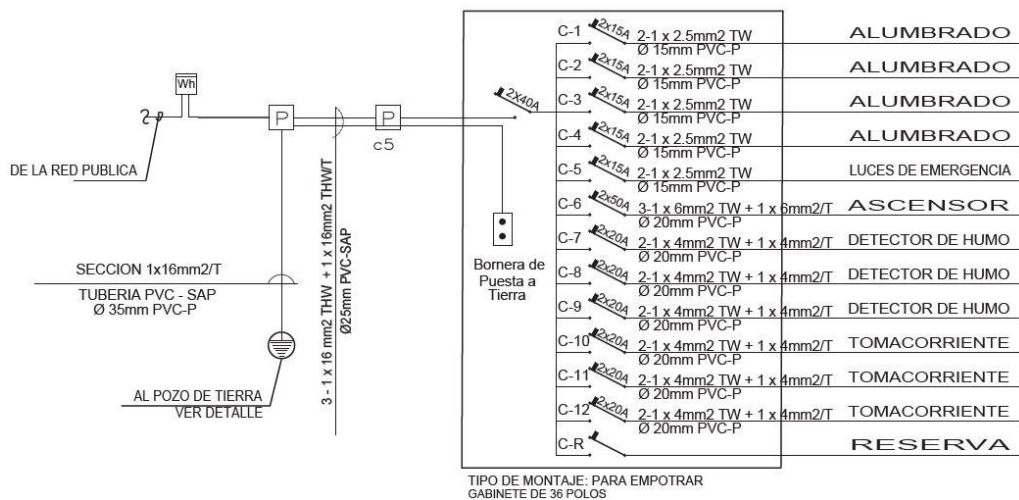 Wh
DE LA RED PUBLICA
P
P
c5
SECCION 1x16mm2/T
TUBERIA PVC - SAP
Ø 35mm PVC-P
AL POZO DE TIERRA
VER DETALLE
3 - 1 x 16 mm2 THW + 1 x 16mm2 THW/T
Ø25mm PVC-SAP
2X40A
Bornera de
Puesta a
Tierra
C-1 2x15A 2-1 x 2.5mm2 TW ALUMBRADO
Ø 15mm PVC-P
C-2 2x15A 2-1 x 2.5mm2 TW ALUMBRADO
Ø 15mm PVC-P
C-3 2x15A 2-1 x 2.5mm2 TW ALUMBRADO
Ø 15mm PVC-P
C-4 2x15A 2-1 x 2.5mm2 TW ALUMBRADO
Ø 15mm PVC-P
C-5 2x15A 2-1 x 2.5mm2 TW LUCES DE EMERGENCIA
Ø 15mm PVC-P
C-6 2x50A 3-1 x 6mm2 TW + 1 x 6mm2/T ASCENSOR
Ø 20mm PVC-P
C-7 2x20A 2-1 x 4mm2 TW + 1 x 4mm2/T DETECTOR DE HUMO
Ø 20mm PVC-P
C-8 2x20A 2-1 x 4mm2 TW + 1 x 4mm2/T DETECTOR DE HUMO
Ø 20mm PVC-P
C-9 2x20A 2-1 x 4mm2 TW + 1 x 4mm2/T DETECTOR DE HUMO
Ø 20mm PVC-P
C-10 2x20A 2-1 x 4mm2 TW + 1 x 4mm2/T TOMACORRIENTE
Ø 20mm PVC-P
C-11 2x20A 2-1 x 4mm2 TW + 1 x 4mm2/T TOMACORRIENTE
Ø 20mm PVC-P
C-12 2x20A 2-1 x 4mm2 TW + 1 x 4mm2/T TOMACORRIENTE
Ø 20mm PVC-P
C-R RESERVA
TIPO DE MONTAJE: PARA EMPOTRAR
GABINETE DE 36 POLOS